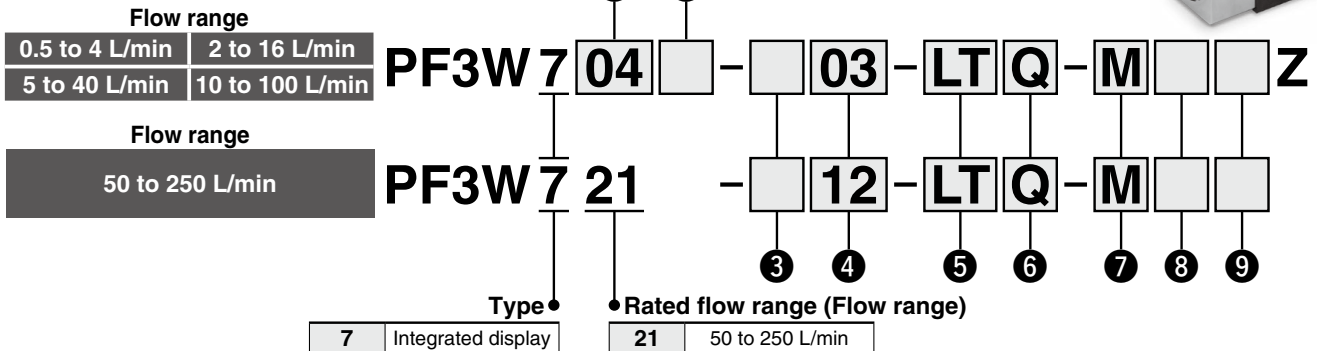 Flow range
0.5 to 4 L/min 2 to 16 L/min
5 to 40 L/min 10 to 100 L/min
PF3W 7 04 - 03 - LT Q - M Z
Flow range
50 to 250 L/min
PF3W 7 21 - 12 - LT Q - M
3 4 5 6 7 8 9
Type Rated flow range (Flow range)
7 Integrated display 21 50 to 250 L/min